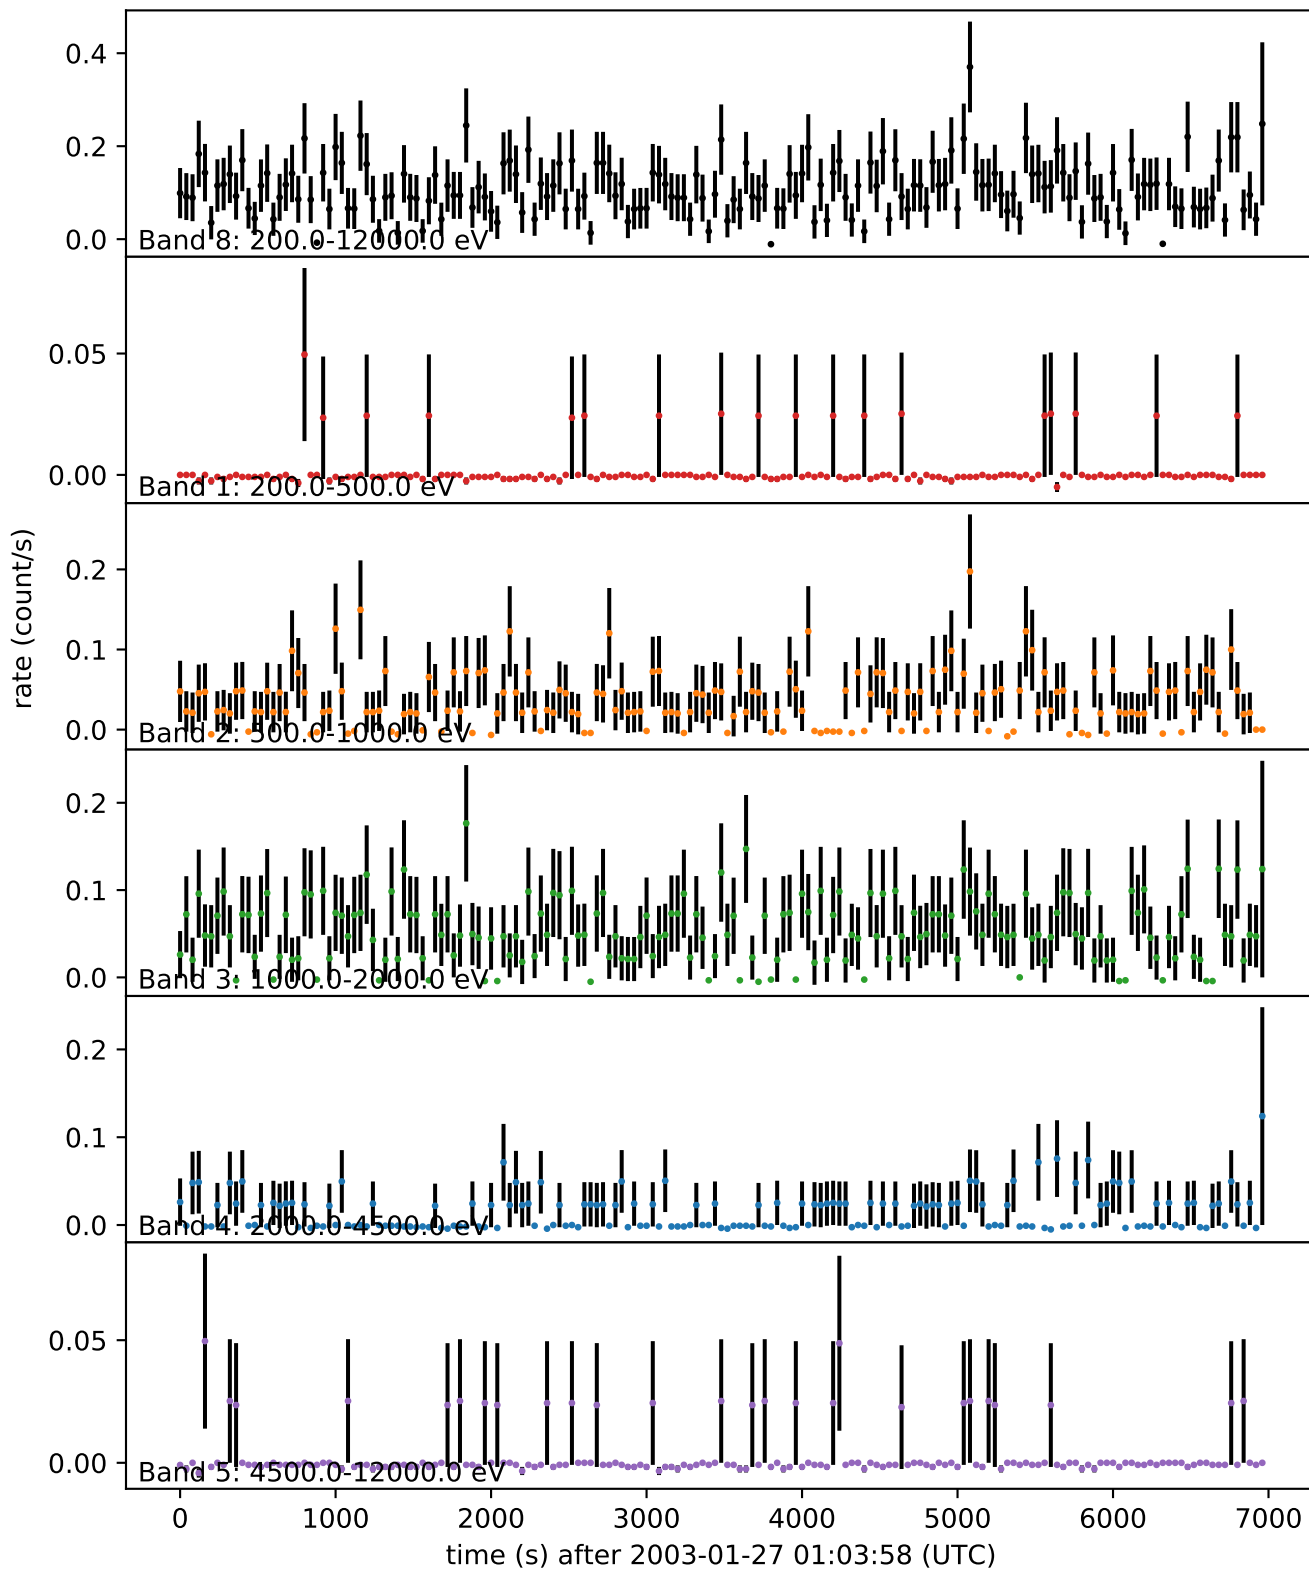 0.4
0.2
0.0
Band 8: 200.0-12000.0 eV
0.05
0.00
Band 1: 200.0-500.0 eV
rate (count/s)
0.2
0.1
0.0
Band 2: 500.0-1000.0 eV
0.2
0.1
0.0
Band 3: 1000.0-2000.0 eV
0.2
0.1
0.0
Band 4: 2000.0-4500.0 eV
0.05
0.00
Band 5: 4500.0-12000.0 eV
0 1000 2000 3000 4000 5000 6000 7000
time (s) after 2003-01-27 01:03:58 (UTC)